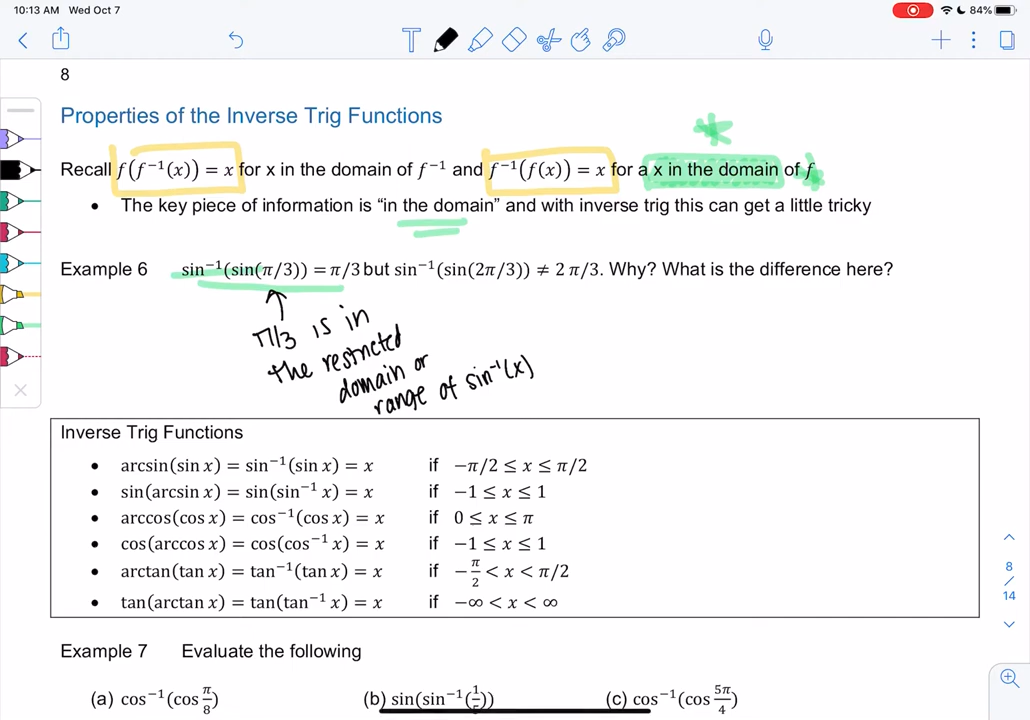 10:13 AM Wed Oct 7
84%
T
8
Properties of the Inverse Trig Functions
Recall f(f⁻¹(x)) = x for x in the domain of f⁻¹ and f⁻¹(f(x)) = x for a x in the domain of f
• The key piece of information is “in the domain” and with inverse trig this can get a little tricky
Example 6 sin⁻¹(sin(π/3)) = π/3 but sin⁻¹(sin(2π/3)) ≠ 2 π/3. Why? What is the difference here?
π/3 is in
the restricted
domain or
range of sin⁻¹(x)
Inverse Trig Functions
• arcsin(sin x) = sin⁻¹(sin x) = x if −π/2 ≤ x ≤ π/2
• sin(arcsin x) = sin(sin⁻¹ x) = x if −1 ≤ x ≤ 1
• arccos(cos x) = cos⁻¹(cos x) = x if 0 ≤ x ≤ π
• cos(arccos x) = cos(cos⁻¹ x) = x if −1 ≤ x ≤ 1
• arctan(tan x) = tan⁻¹(tan x) = x if −π/2 < x < π/2
• tan(arctan x) = tan(tan⁻¹ x) = x if −∞ < x < ∞
8
/
14
Example 7 Evaluate the following
(a) cos⁻¹(cos π/8) (b) sin(sin⁻¹(1/ )) (c) cos⁻¹(cos 5π/4)